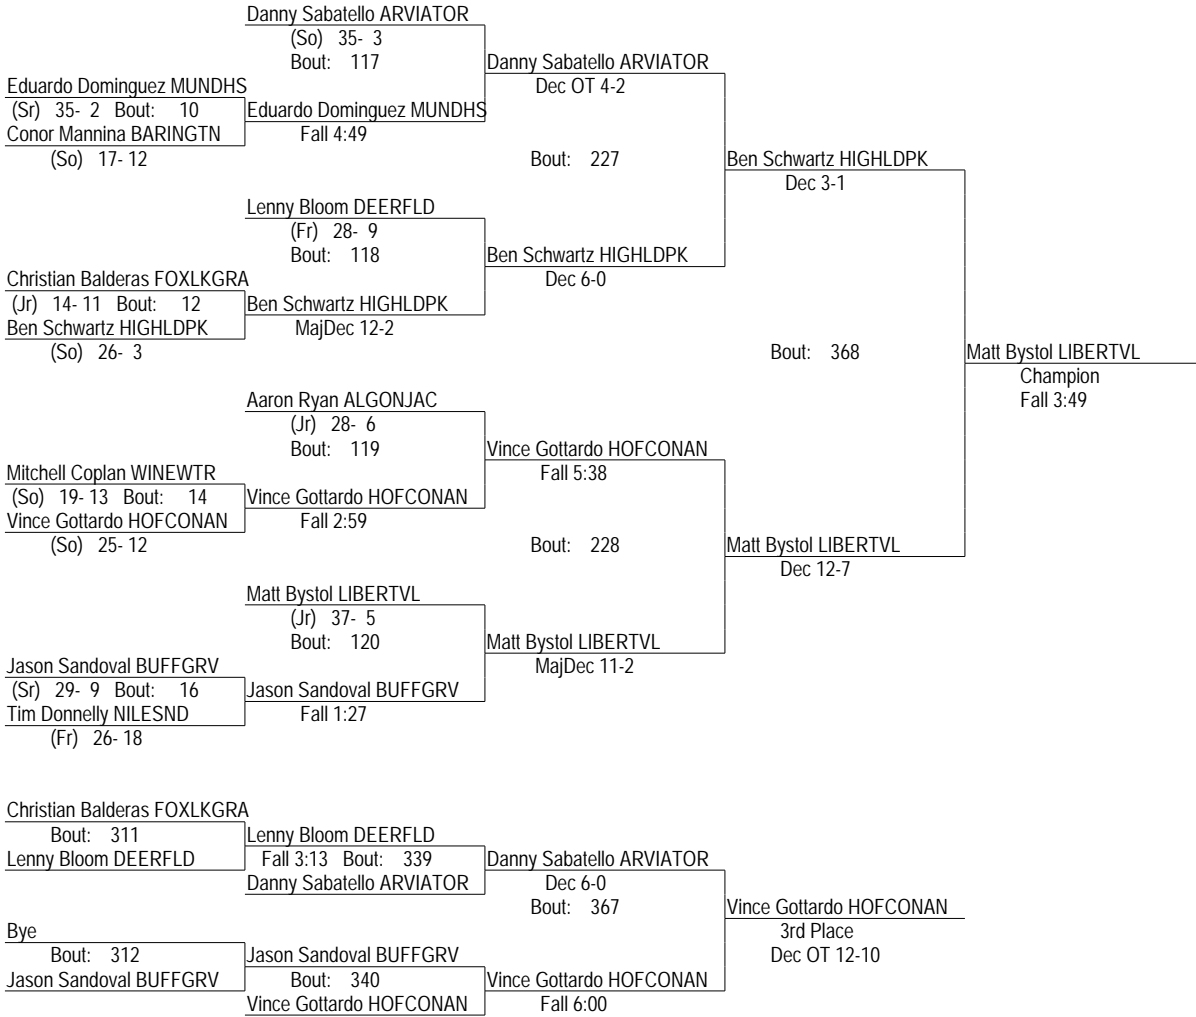 Danny Sabatello ARVIATOR
(So) 35- 3
Bout: 117
Danny Sabatello ARVIATOR
Dec OT 4-2
Eduardo Dominguez MUNDHS
(Sr) 35- 2 Bout: 10
Eduardo Dominguez MUNDHS
Conor Mannina BARINGTN
Fall 4:49
(So) 17- 12
Bout: 227
Ben Schwartz HIGHLDPK
Dec 3-1
Lenny Bloom DEERFLD
(Fr) 28- 9
Bout: 118
Ben Schwartz HIGHLDPK
Dec 6-0
Christian Balderas FOXLKGRA
(Jr) 14- 11 Bout: 12
Ben Schwartz HIGHLDPK
Ben Schwartz HIGHLDPK
MajDec 12-2
(So) 26- 3
Bout: 368
Matt Bystol LIBERTVL
Champion
Fall 3:49
Aaron Ryan ALGONJAC
(Jr) 28- 6
Bout: 119
Vince Gottardo HOFCONAN
Fall 5:38
Mitchell Coplan WINEWTR
(So) 19- 13 Bout: 14
Vince Gottardo HOFCONAN
Vince Gottardo HOFCONAN
Fall 2:59
(So) 25- 12
Bout: 228
Matt Bystol LIBERTVL
Dec 12-7
Matt Bystol LIBERTVL
(Jr) 37- 5
Bout: 120
Matt Bystol LIBERTVL
MajDec 11-2
Jason Sandoval BUFFGRV
(Sr) 29- 9 Bout: 16
Jason Sandoval BUFFGRV
Tim Donnelly NILESND
Fall 1:27
(Fr) 26- 18
Christian Balderas FOXLKGRA
Bout: 311
Lenny Bloom DEERFLD
Lenny Bloom DEERFLD
Fall 3:13 Bout: 339
Danny Sabatello ARVIATOR
Danny Sabatello ARVIATOR
Dec 6-0
Bout: 367
Vince Gottardo HOFCONAN
3rd Place
Dec OT 12-10
Bye
Bout: 312
Jason Sandoval BUFFGRV
Jason Sandoval BUFFGRV
Bout: 340
Vince Gottardo HOFCONAN
Vince Gottardo HOFCONAN
Fall 6:00